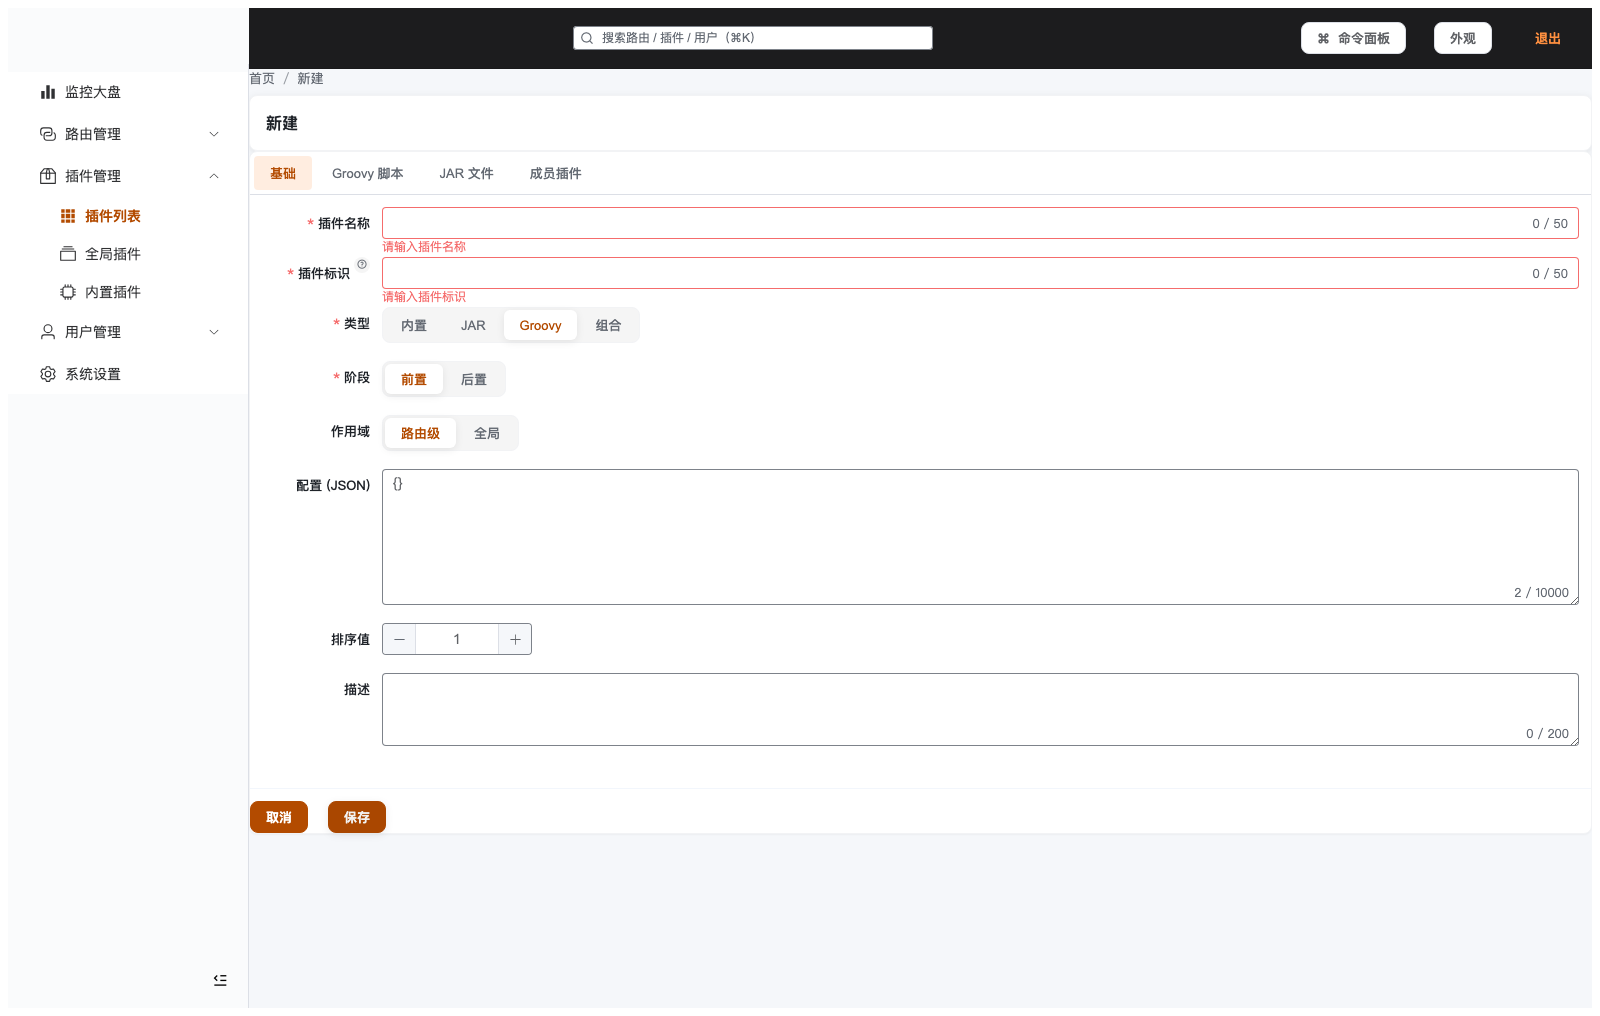 搜索路由 / 插件 / 用户（⌘K）
⌘ 命令面板
外观
退出
监控大盘
路由管理
插件管理
插件列表
全局插件
内置插件
用户管理
系统设置
首页 / 新建
新建
基础 Groovy 脚本 JAR 文件 成员插件
* 插件名称 0 / 50
请输入插件名称
* 插件标识 0 / 50
请输入插件标识
* 类型 内置 JAR Groovy 组合
* 阶段 前置 后置
作用域 路由级 全局
配置 (JSON) {}
2 / 10000
排序值 1
描述
0 / 200
取消 保存